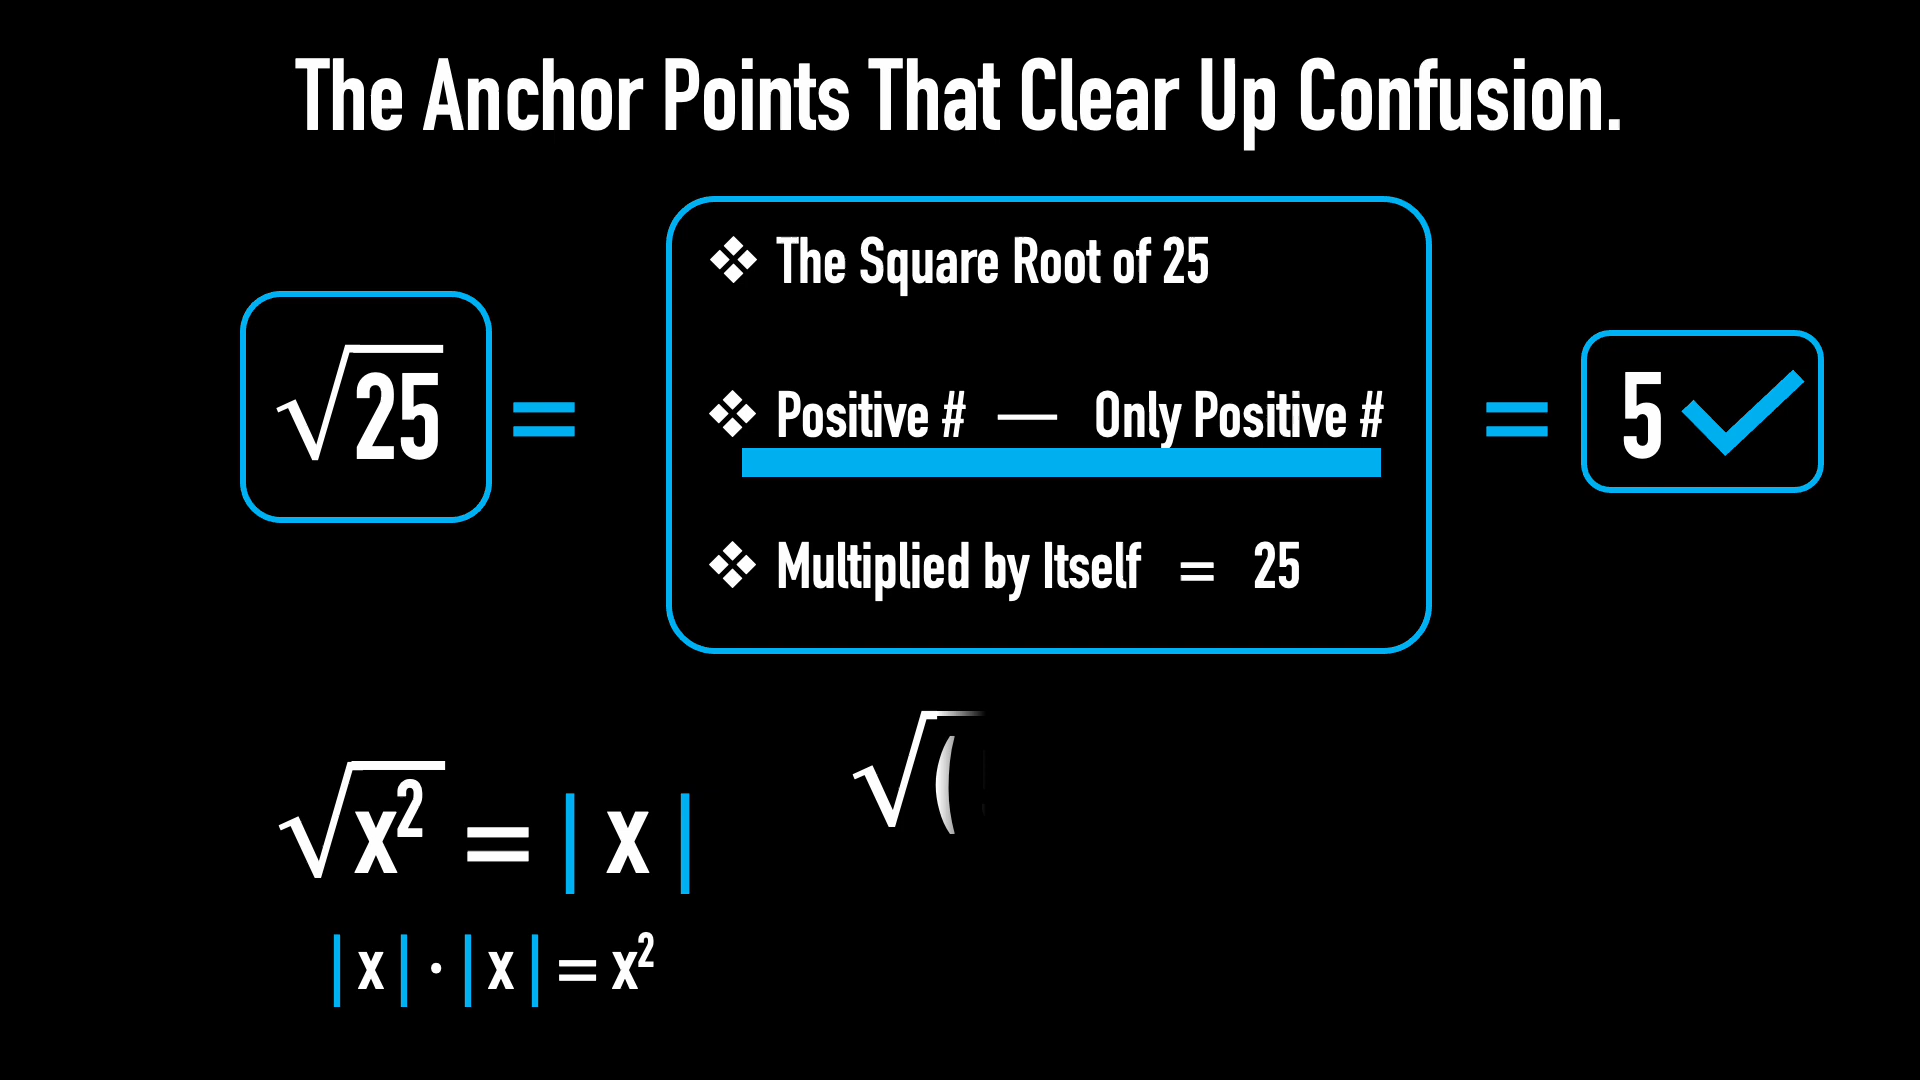 The Anchor Points That Clear Up Confusion.
❖ The Square Root of 25
√25 =
❖ Positive # — Only Positive #
= 5 ✓
❖ Multiplied by Itself = 25
√x² = | x |
√(
| x | · | x | = x²